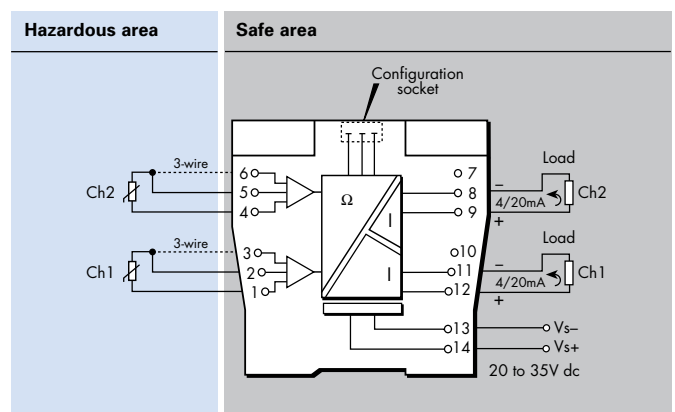 Hazardous area
Safe area
Configuration
socket
3-wire
6
5
4
Ch2
3-wire
3
2
1
Ch1
Ω
I
I
7
8
9
Load
–
4/20mA
+
Ch2
10
11
12
Load
–
4/20mA
+
Ch1
13
Vs–
14
Vs+
20 to 35V dc